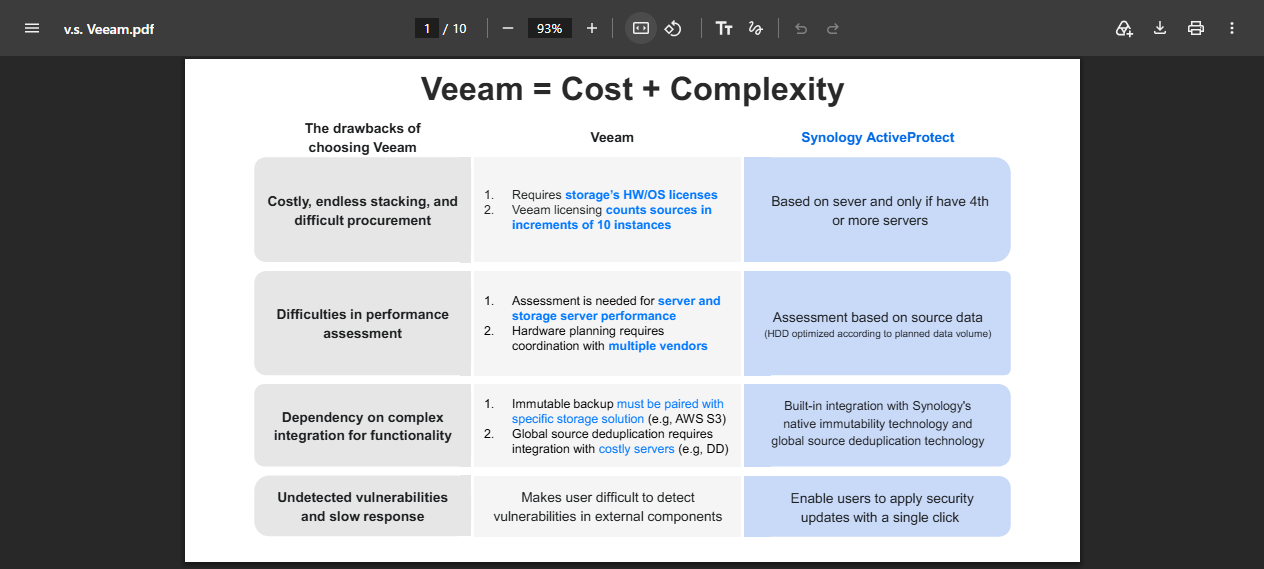 v.s. Veeam.pdf
1 / 10
93%
Veeam = Cost + Complexity
The drawbacks of
choosing Veeam
Veeam
Synology ActiveProtect
Costly, endless stacking, and
difficult procurement
1. Requires storage's HW/OS licenses
2. Veeam licensing counts sources in
increments of 10 instances
Based on sever and only if have 4th
or more servers
Difficulties in performance
assessment
1. Assessment is needed for server and
storage server performance
2. Hardware planning requires
coordination with multiple vendors
Assessment based on source data
(HDD optimized according to planned data volume)
Dependency on complex
integration for functionality
1. Immutable backup must be paired with
specific storage solution (e.g, AWS S3)
2. Global source deduplication requires
integration with costly servers (e.g, DD)
Built-in integration with Synology's
native immutability technology and
global source deduplication technology
Undetected vulnerabilities
and slow response
Makes user difficult to detect
vulnerabilities in external components
Enable users to apply security
updates with a single click